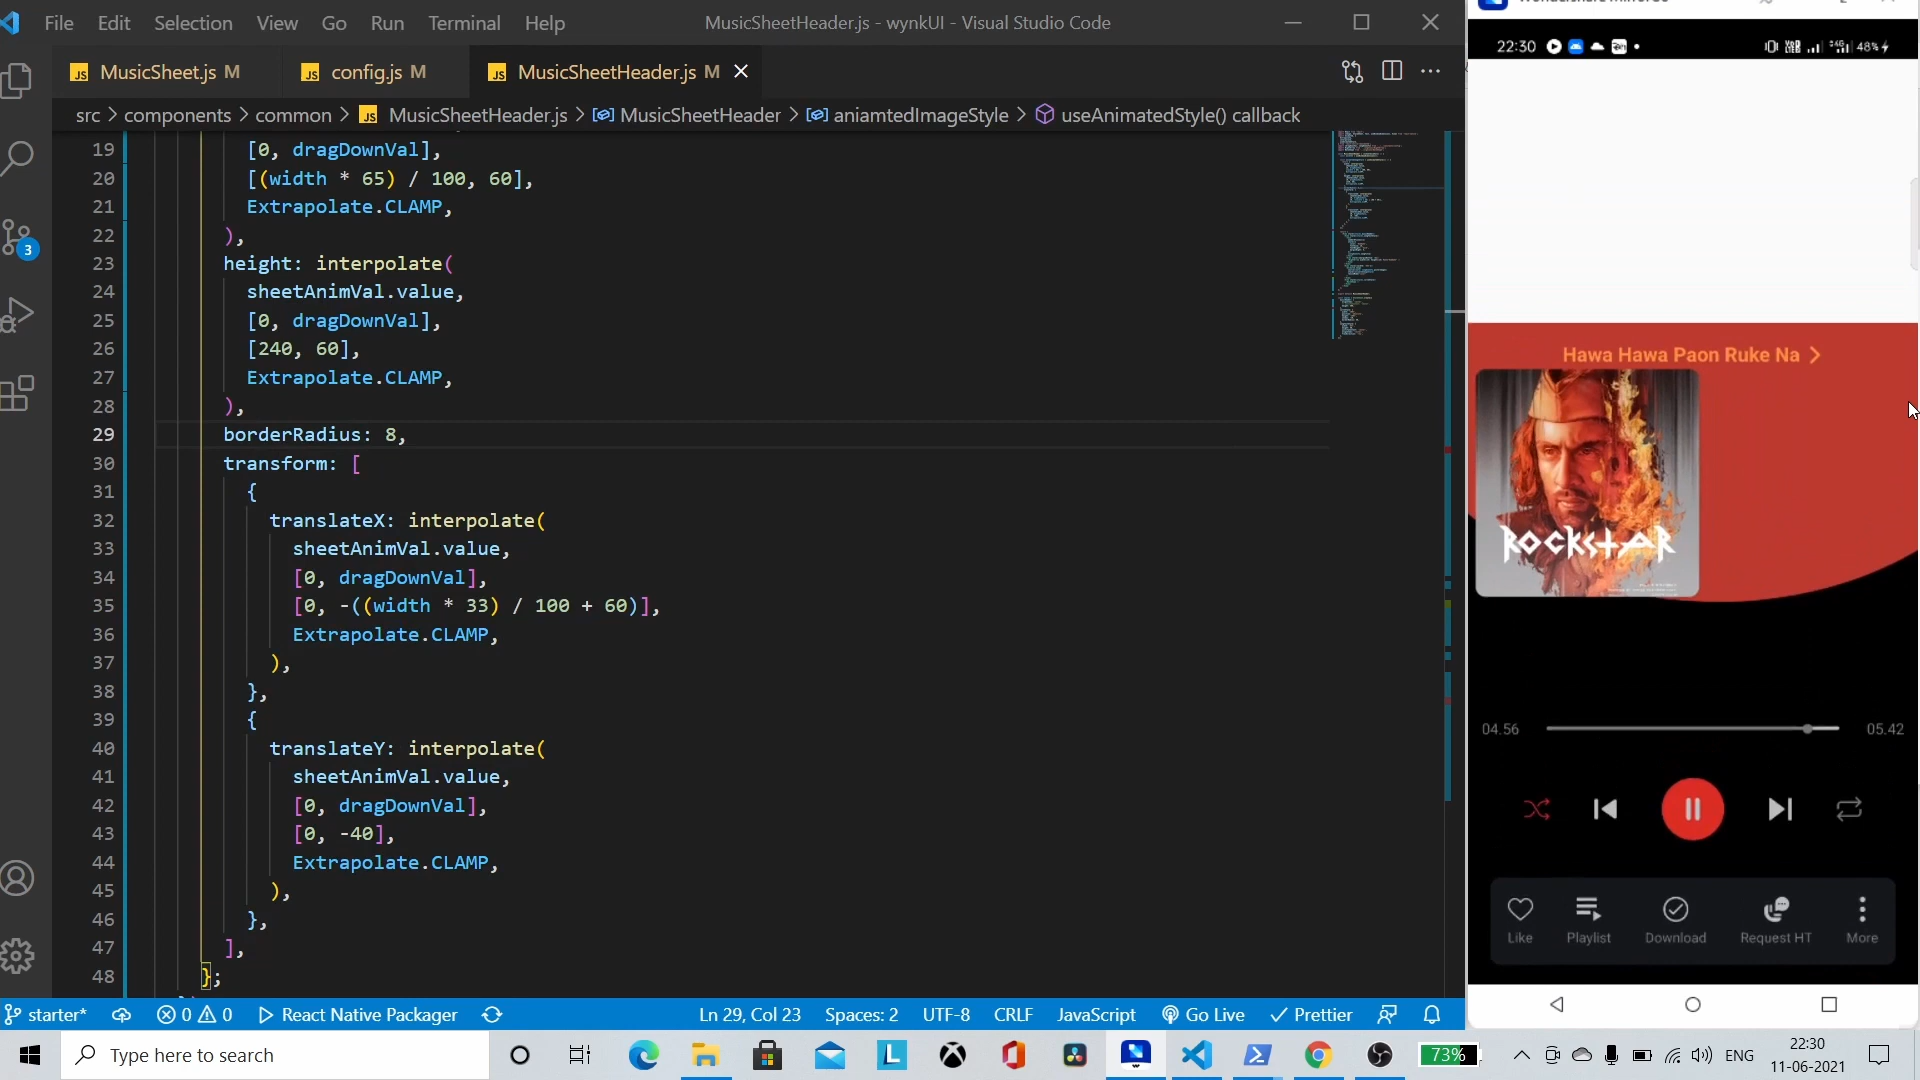 File Edit Selection View Go Run Terminal Help
MusicSheetHeader.js - wynkUI - Visual Studio Code
MusicSheet.js M
config.js M
MusicSheetHeader.js M
src > components > common > JS MusicSheetHeader.js > MusicSheetHeader > aniamtedImageStyle > useAnimatedStyle() callback
19 [0, dragDownVal],
20 [(width * 65) / 100, 60],
21 Extrapolate.CLAMP,
22 ),
23 height: interpolate(
24 sheetAnimVal.value,
25 [0, dragDownVal],
26 [240, 60],
27 Extrapolate.CLAMP,
28 ),
29 borderRadius: 8,
30 transform: [
31 {
32 translateX: interpolate(
33 sheetAnimVal.value,
34 [0, dragDownVal],
35 [0, -((width * 33) / 100 + 60)],
36 Extrapolate.CLAMP,
37 ),
38 },
39 {
40 translateY: interpolate(
41 sheetAnimVal.value,
42 [0, dragDownVal],
43 [0, -40],
44 Extrapolate.CLAMP,
45 ),
46 },
47 ],
48 };
3
starter*
0 0
React Native Packager
Ln 29, Col 23
Spaces: 2
UTF-8
CRLF
JavaScript
Go Live
Prettier
22:30
48%
Hawa Hawa Paon Ruke Na >
ROCKSTAR
04.56
05.42
Like
Playlist
Download
Request HT
More
Type here to search
73%
ENG
22:30
11-06-2021